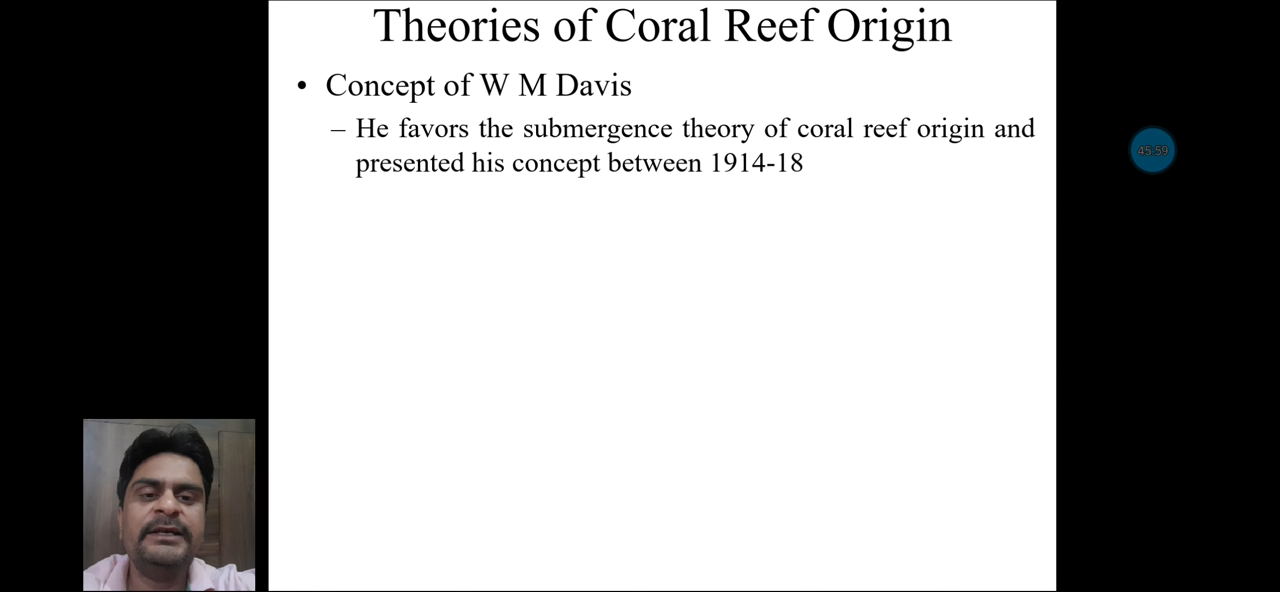 Theories of Coral Reef Origin
• Concept of W M Davis
– He favors the submergence theory of coral reef origin and
presented his concept between 1914-18
45.59